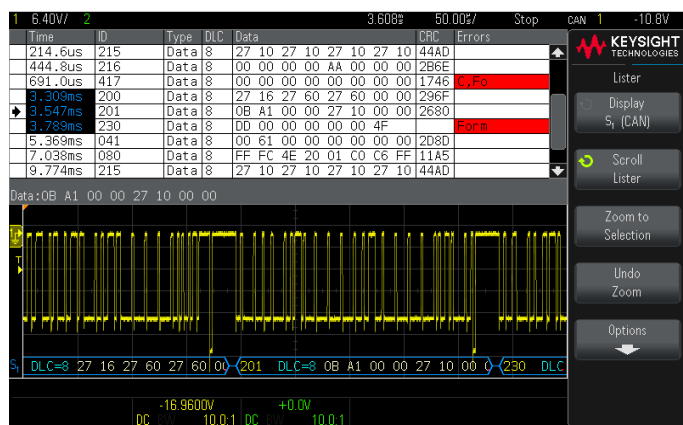 1 6.40V/ 2 3.608s 50.00s/ Stop CAN 1 -10.8V
Time ID Type DLC Data CRC Errors
214.6us 215 Data 8 27 10 27 10 27 10 27 10 44AD
444.8us 216 Data 8 00 00 00 00 AA 00 00 00 2B6E
691.0us 417 Data 8 00 00 00 00 00 00 00 00 1746 C,Fo
3.309ms 200 Data 8 27 16 27 60 27 60 00 00 296F
3.547ms 201 Data 8 0B A1 00 00 27 10 00 00 2680
3.789ms 230 Data 8 DD 00 00 00 00 00 4F Form
5.369ms 041 Data 8 00 61 00 00 00 00 00 00 2D8D
7.038ms 080 Data 8 FF FC 4E 20 01 C0 C6 FF 11A5
9.774ms 215 Data 8 27 10 27 10 27 10 27 10 44AD
Data:0B A1 00 00 27 10 00 00
T
S1 DLC=8 27 16 27 60 27 60 00 201 DLC=8 0B A1 00 00 27 10 00 0 230 DLC
-16.9600V +0.0V
DC BW 10.0:1 DC BW 10.0:1
KEYSIGHT
TECHNOLOGIES
Lister
Display
S1 (CAN)
Scroll
Lister
Zoom to
Selection
Undo
Zoom
Options